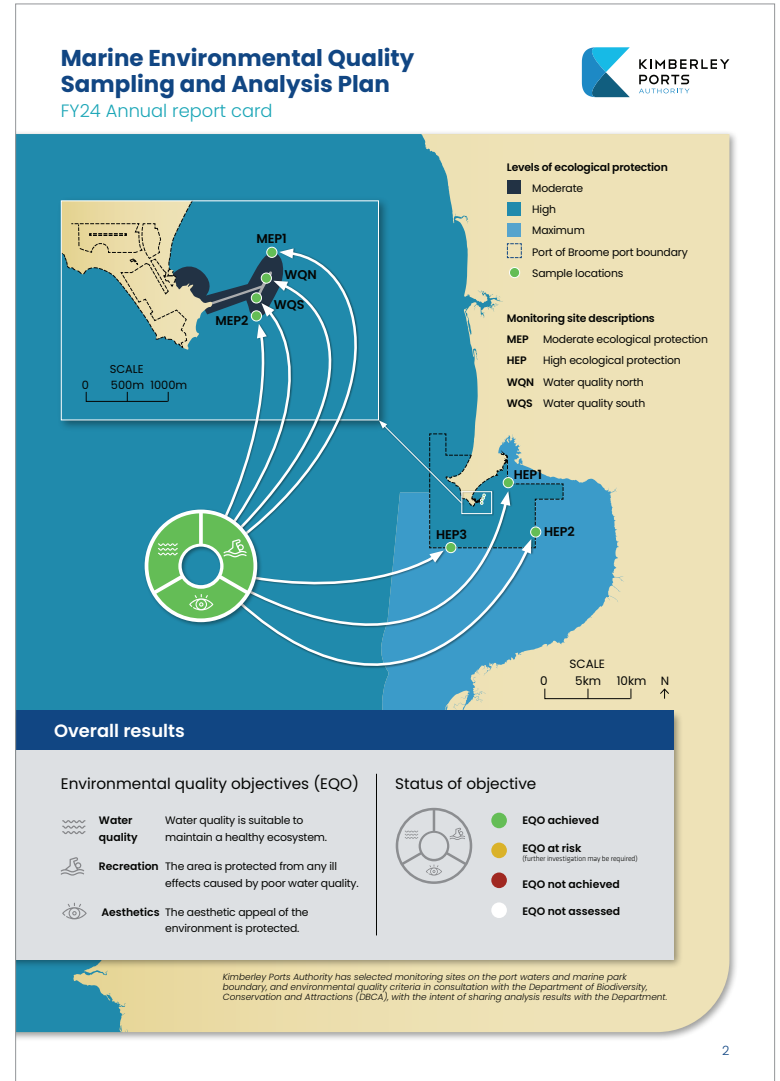 Marine Environmental Quality
Sampling and Analysis Plan
FY24 Annual report card
KIMBERLEY
PORTS
AUTHORITY
Levels of ecological protection
Moderate
High
Maximum
Port of Broome port boundary
Sample locations
Monitoring site descriptions
MEP Moderate ecological protection
HEP High ecological protection
WQN Water quality north
WQS Water quality south
MEP1
WQN
WQS
MEP2
SCALE
0 500m 1000m
HEP1
HEP2
HEP3
SCALE
0 5km 10km N
Overall results
Environmental quality objectives (EQO)
Water quality
Water quality is suitable to
maintain a healthy ecosystem.
Recreation The area is protected from any ill
effects caused by poor water quality.
Aesthetics The aesthetic appeal of the
environment is protected.
Status of objective
EQO achieved
EQO at risk
(further investigation may be required)
EQO not achieved
EQO not assessed
Kimberley Ports Authority has selected monitoring sites on the port waters and marine park
boundary, and environmental quality criteria in consultation with the Department of Biodiversity,
Conservation and Attractions (DBCA), with the intent of sharing analysis results with the Department.
2